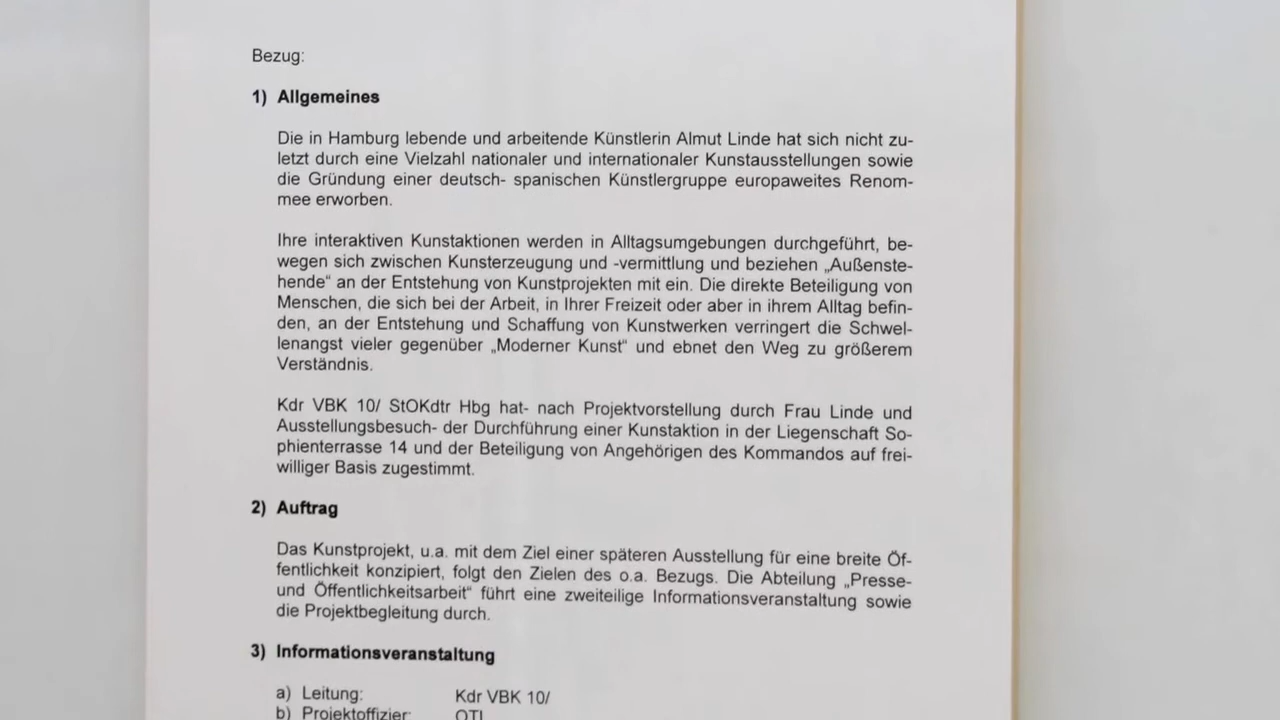 Bezug:
1) Allgemeines
Die in Hamburg lebende und arbeitende Künstlerin Almut Linde hat sich nicht zu-
letzt durch eine Vielzahl nationaler und internationaler Kunstausstellungen sowie
die Gründung einer deutsch- spanischen Künstlergruppe europaweites Renom-
mee erworben.
Ihre interaktiven Kunstaktionen werden in Alltagsumgebungen durchgeführt, be-
wegen sich zwischen Kunsterzeugung und -vermittlung und beziehen „Außenste-
hende“ an der Entstehung von Kunstprojekten mit ein. Die direkte Beteiligung von
Menschen, die sich bei der Arbeit, in Ihrer Freizeit oder aber in ihrem Alltag befin-
den, an der Entstehung und Schaffung von Kunstwerken verringert die Schwel-
lenangst vieler gegenüber „Moderner Kunst“ und ebnet den Weg zu größerem
Verständnis.
Kdr VBK 10/ StOKdtr Hbg hat- nach Projektvorstellung durch Frau Linde und
Ausstellungsbesuch- der Durchführung einer Kunstaktion in der Liegenschaft So-
phienterrasse 14 und der Beteiligung von Angehörigen des Kommandos auf frei-
williger Basis zugestimmt.
2) Auftrag
Das Kunstprojekt, u.a. mit dem Ziel einer späteren Ausstellung für eine breite Öf-
fentlichkeit konzipiert, folgt den Zielen des o.a. Bezugs. Die Abteilung „Presse-
und Öffentlichkeitsarbeit“ führt eine zweiteilige Informationsveranstaltung sowie
die Projektbegleitung durch.
3) Informationsveranstaltung
a) Leitung: Kdr VBK 10/
b) Projektoffizier: OTL